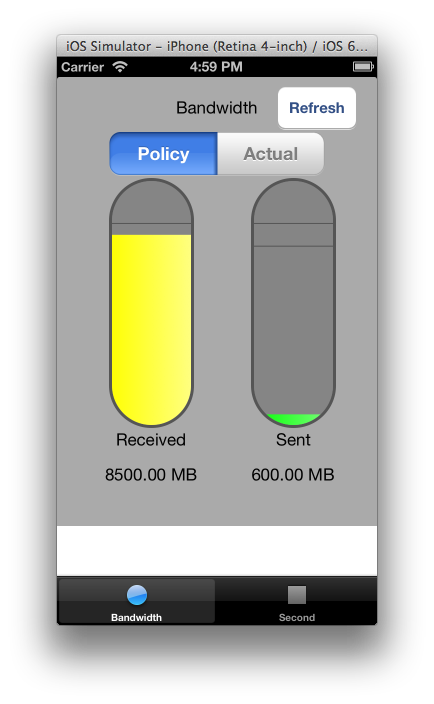 iOS Simulator – iPhone (Retina 4-inch) / iOS 6...
Carrier 4:59 PM
Bandwidth Refresh
Policy Actual
Received Sent
8500.00 MB 600.00 MB
Bandwidth Second